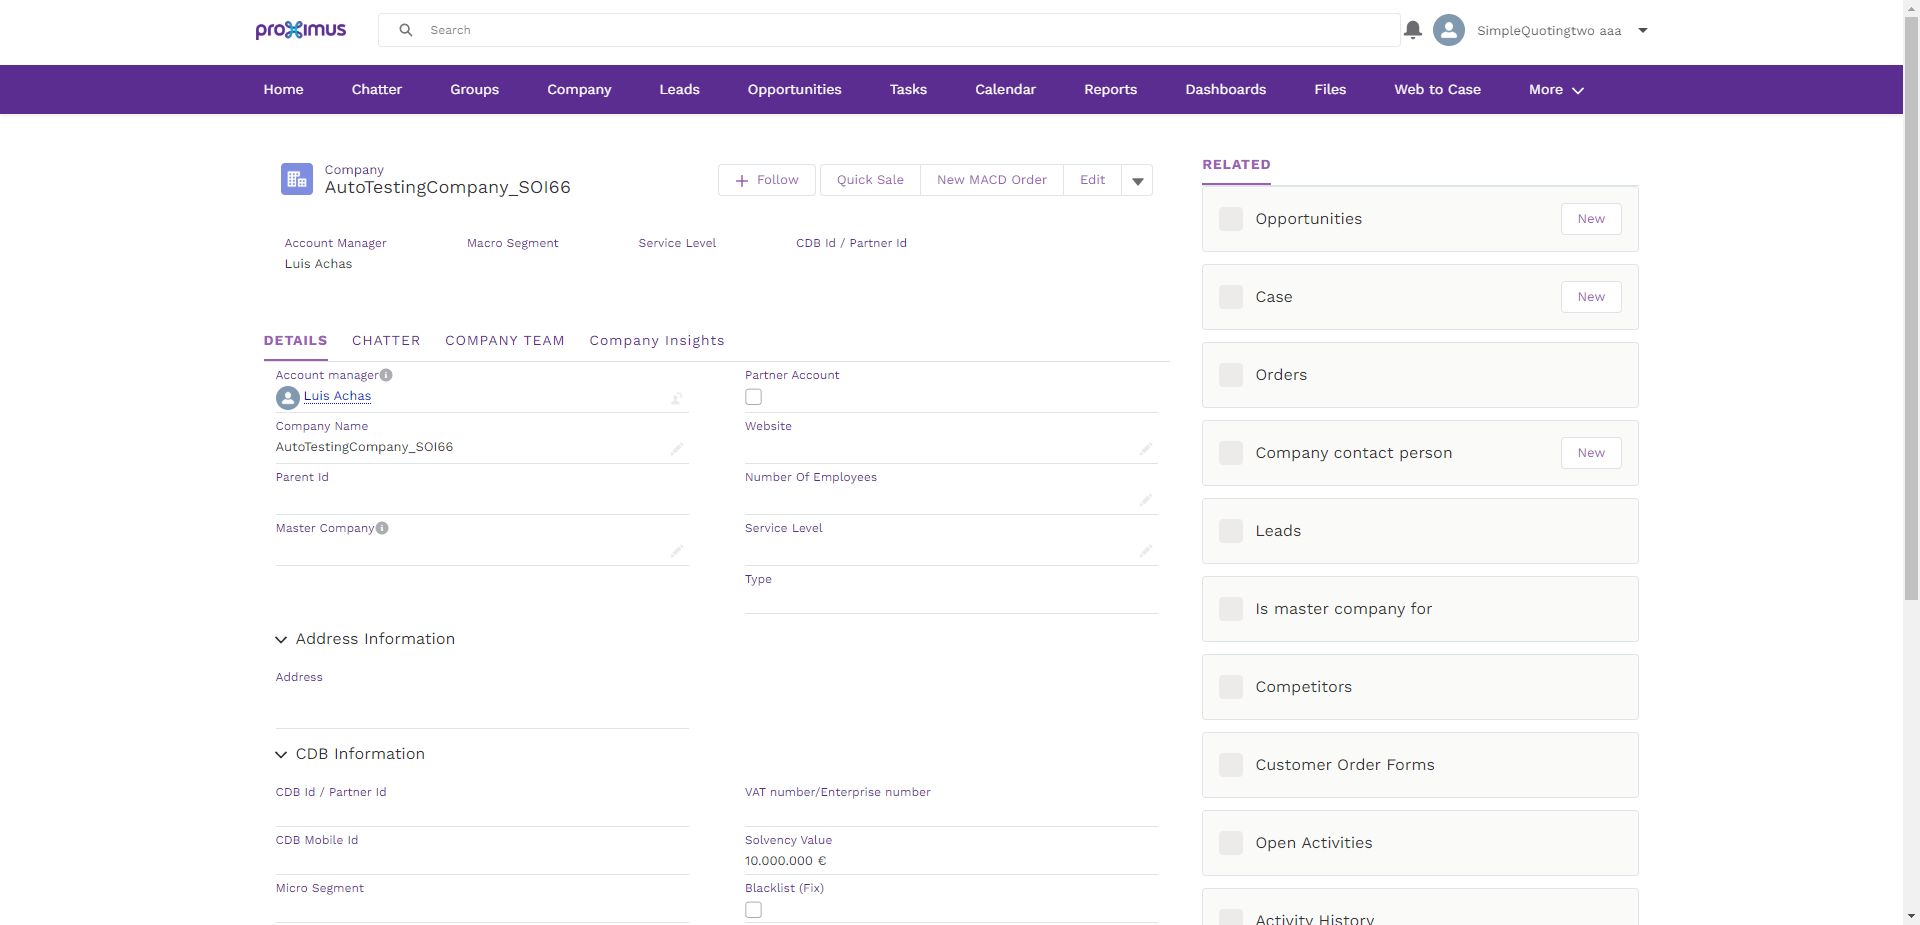 proximus
Search
SimpleQuotingtwo aaa
Home Chatter Groups Company Leads Opportunities Tasks Calendar Reports Dashboards Files Web to Case More
Company
AutoTestingCompany_SOI66
Follow Quick Sale New MACD Order Edit
Account Manager Macro Segment Service Level CDB Id / Partner Id
Luis Achas
DETAILS CHATTER COMPANY TEAM Company Insights
Account manager
Luis Achas
Partner Account
Company Name
AutoTestingCompany_SOI66
Website
Parent Id
Number Of Employees
Master Company
Service Level
Type
Address Information
Address
CDB Information
CDB Id / Partner Id
VAT number/Enterprise number
CDB Mobile Id
Solvency Value
10.000.000 €
Micro Segment
Blacklist (Fix)
RELATED
Opportunities New
Case New
Orders
Company contact person New
Leads
Is master company for
Competitors
Customer Order Forms
Open Activities
Activity History